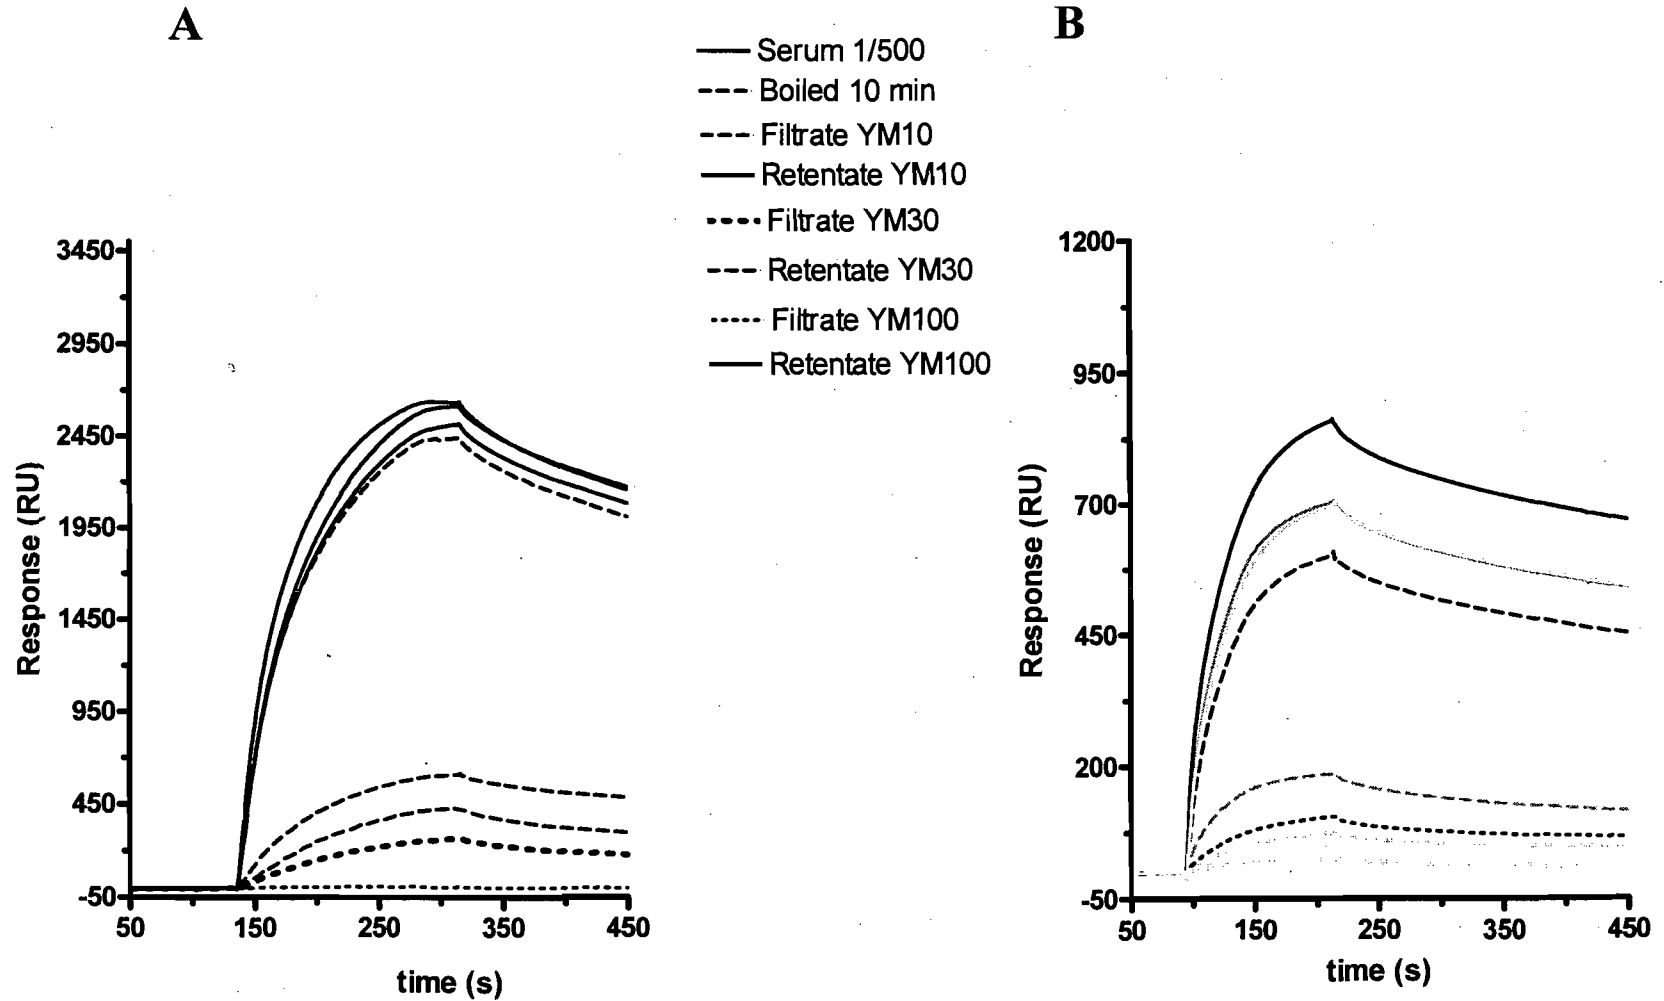 A
B
Serum 1/500
Boiled 10 min
Filtrate YM10
Retentate YM10
Filtrate YM30
Retentate YM30
Filtrate YM100
Retentate YM100
3450
2950
2450
1950
1450
950
450
-50
Response (RU)
50 150 250 350 450
time (s)
1200
950
700
450
200
-50
Response (RU)
50 150 250 350 450
time (s)